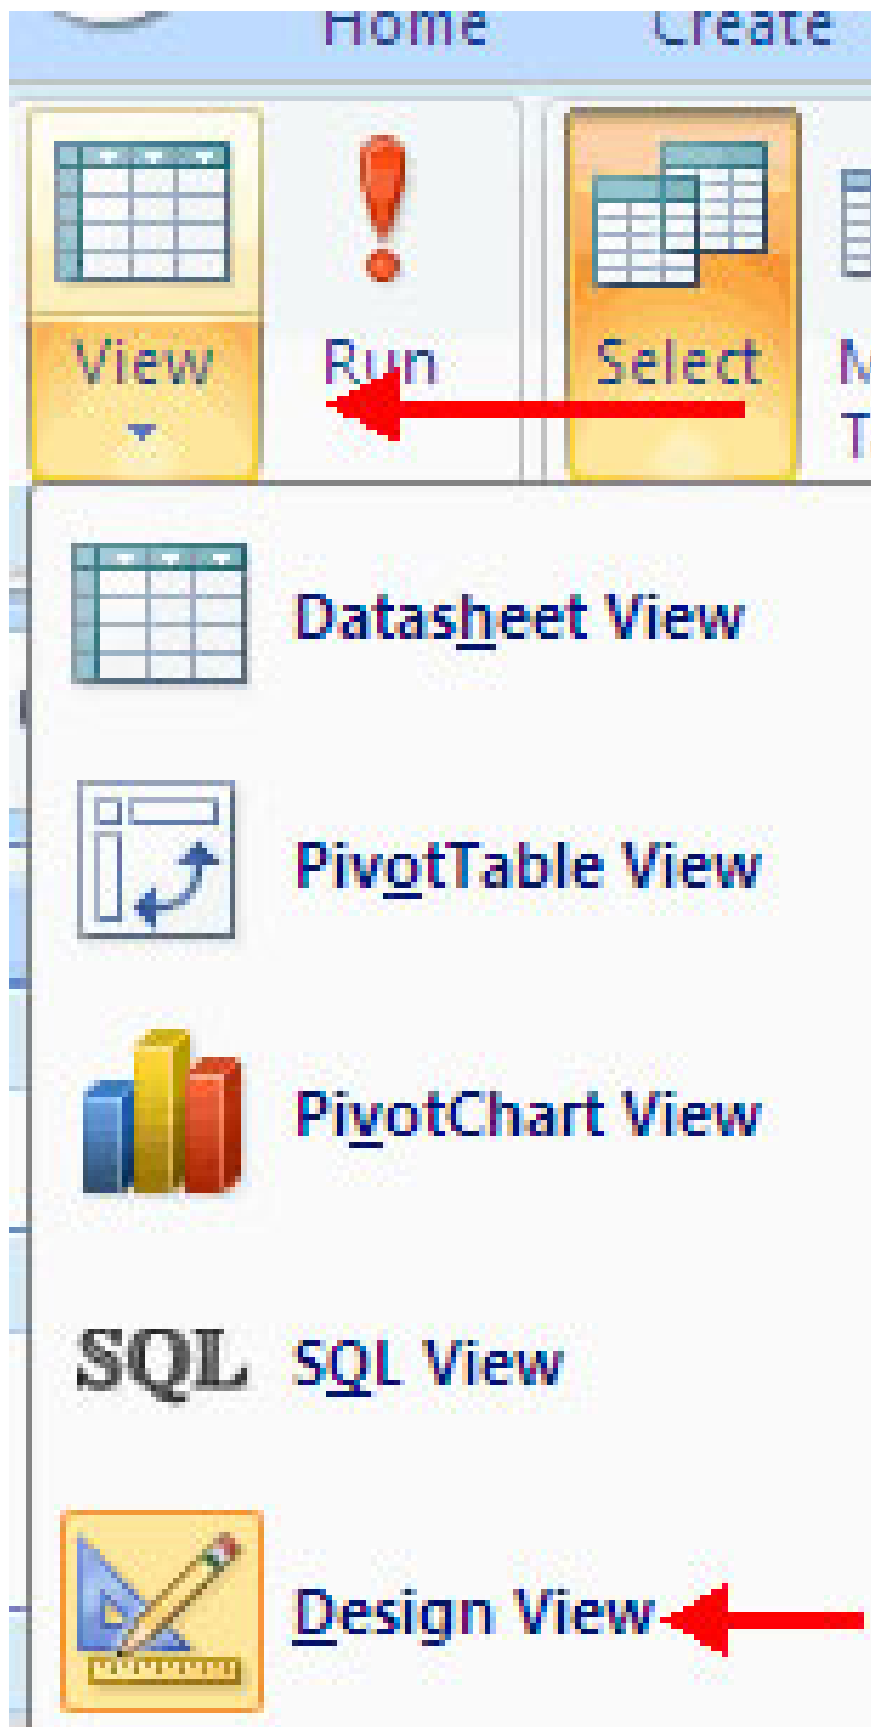 Home Create
View Run Select
Datasheet View
PivotTable View
PivotChart View
SQL SQL View
Design View